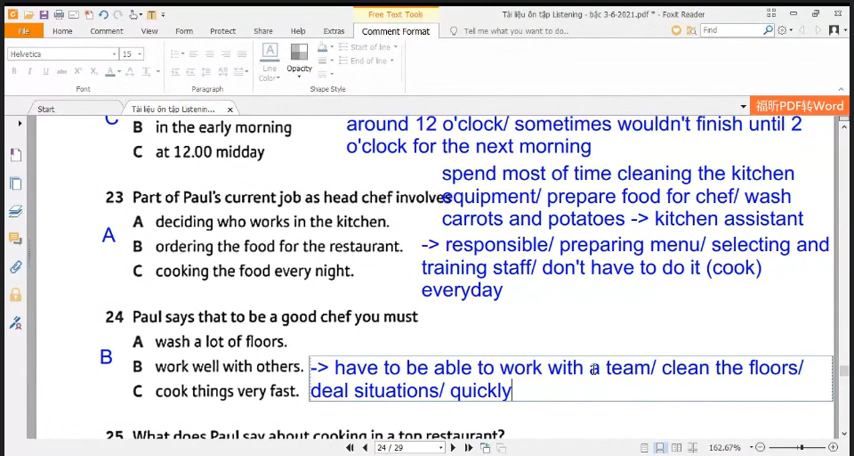 Free Text Tools
Tài liệu ôn tập Listening - bậc 3-6-2021.pdf * - Foxit Reader
File Home Comment View Form Protect Share Help Extras Comment Format Tell me what you want to do... Find
Helvetica 15
Line Color Opacity
Start of line
End of line
Font Paragraph Shape Style
Start
Tài liệu ôn tập Listenin...
福昕PDF转Word
C
B in the early morning
C at 12.00 midday
around 12 o'clock/ sometimes wouldn't finish until 2
o'clock for the next morning
spend most of time cleaning the kitchen
equipment/ prepare food for chef/ wash
carrots and potatoes -> kitchen assistant
23 Part of Paul's current job as head chef involves
A
A deciding who works in the kitchen.
B ordering the food for the restaurant.
C cooking the food every night.
-> responsible/ preparing menu/ selecting and
training staff/ don't have to do it (cook)
everyday
24 Paul says that to be a good chef you must
B
A wash a lot of floors.
B work well with others.
C cook things very fast.
-> have to be able to work with a team/ clean the floors/
deal situations/ quickly
25 What does Paul say about cooking in a top restaurant?
24 / 29
162.67%